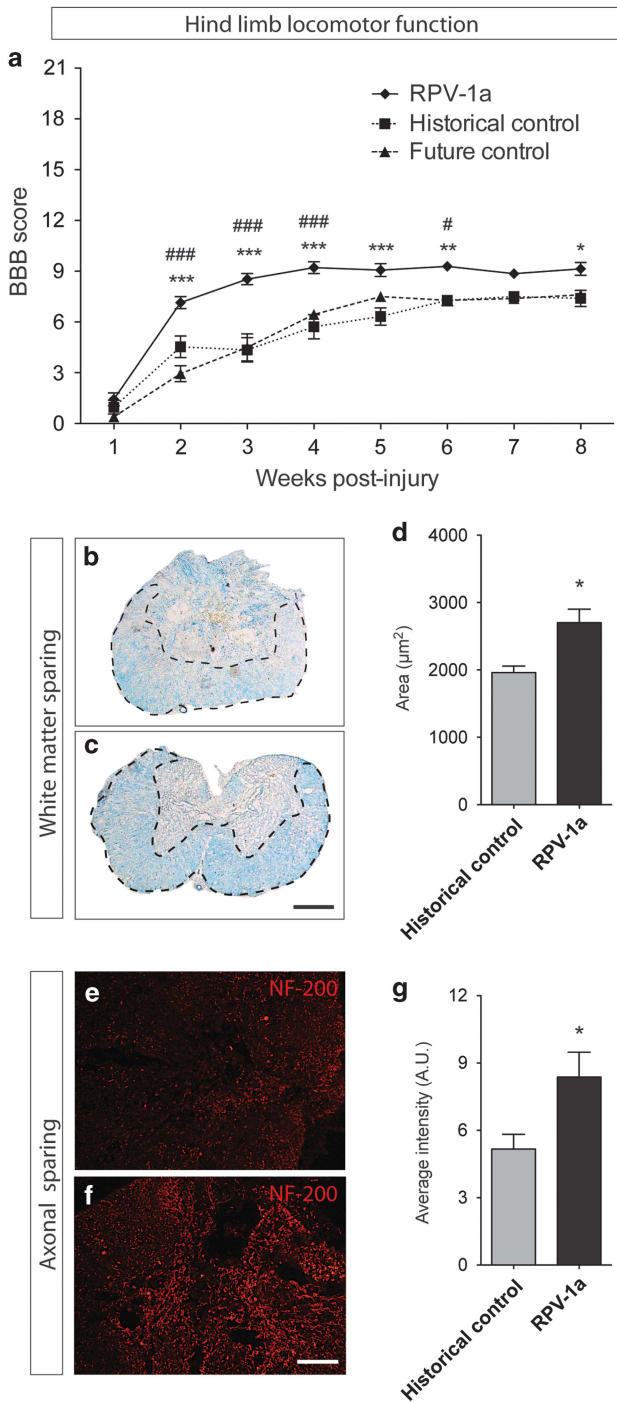 Hind limb locomotor function
a
21
18
15
12
9
6
3
0
BBB score
RPV-1a
Historical control
Future control
### ### ### #
*** *** *** *** ** *
1 2 3 4 5 6 7 8
Weeks post-injury
White matter sparing
b
c
d
4000
3000
2000
1000
0
Area (μm²)
*
Historical control
RPV-1a
Axonal sparing
e
NF-200
f
NF-200
g
12
9
6
3
0
Average intensity (A.U.)
*
Historical control
RPV-1a